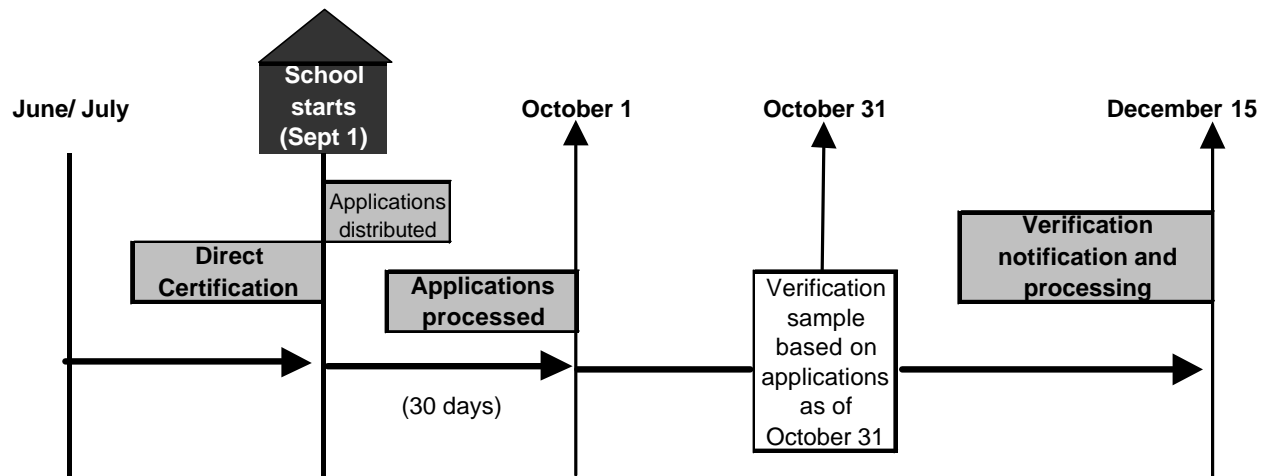 School
starts
(Sept 1)
June/ July
October 1
October 31
December 15
Applications
distributed
Direct
Certification
Applications
processed
Verification
sample
based on
applications
as of
October 31
Verification
notification and
processing
(30 days)